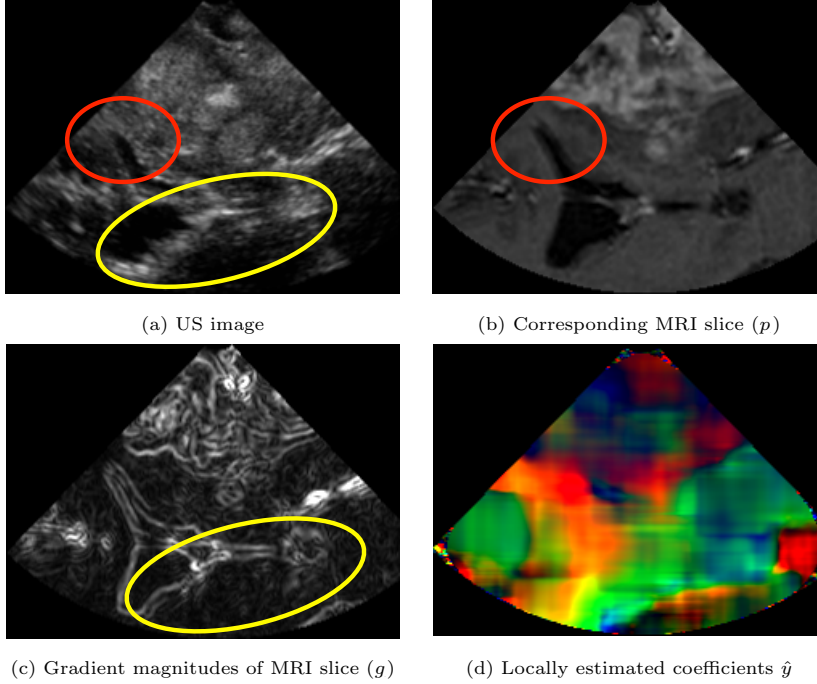 (a) US image
(b) Corresponding MRI slice (p)
(c) Gradient magnitudes of MRI slice (g)
(d) Locally estimated coefficients ŷ